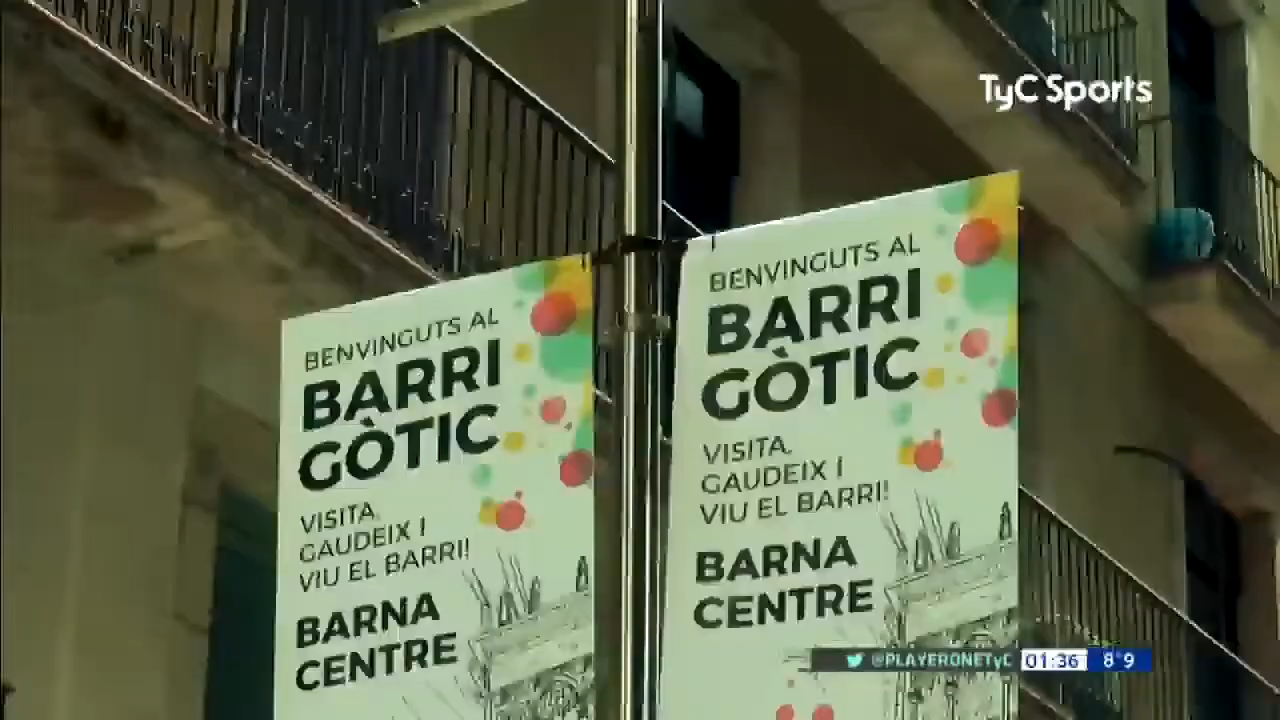 TyC Sports
BENVINGUTS AL
BARRI
GÒTIC
VISITA,
GAUDEIX I
VIU EL BARRI!
BARNA
CENTRE
BENVINGUTS AL
BARRI
GÒTIC
VISITA,
GAUDEIX I
VIU EL BARRI!
BARNA
CENTRE
@PLAYERONETyC 01:36 8°9